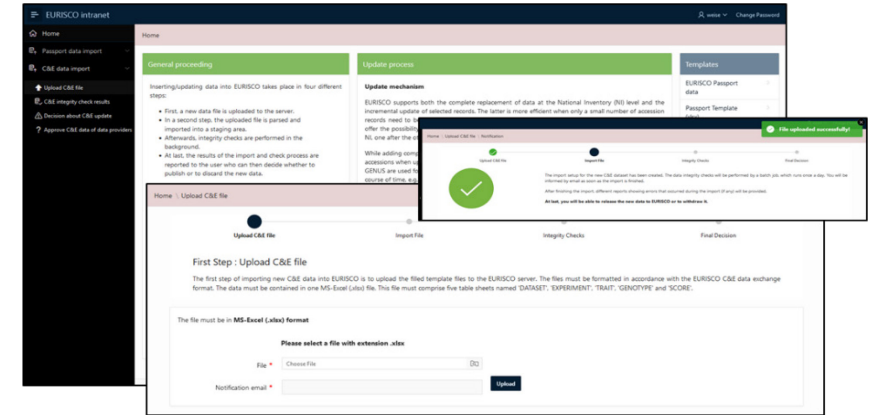 EURISCO intranet
weise
Change Password
Home
Passport data import
C&E data import
Upload C&E file
C&E integrity check results
Decision about C&E update
Approve C&E data of data providers
Home
General proceeding
Inserting/updating data into EURISCO takes place in four different
steps:
• First, a new data file is uploaded to the server.
• In a second step, the uploaded file is parsed and
imported into a staging area.
• Afterwards, integrity checks are performed in the
background.
• At last, the results of the import and check process are
reported to the user who can then decide whether to
publish or to discard the new data.
Update process
Update mechanism
EURISCO supports both the complete replacement of data at the National Inventory (NI) level and the
incremental update of selected records. The latter is more efficient when only a small number of accession
records need to b
offer the possibility
NI, one after the ot
While adding comp
accessions when up
GENUS are used fo
course of time, e.g.
Templates
EURISCO Passport
data
Passport Template
File uploaded successfully!
Home \ Upload C&E file \ Notification
Upload C&E file
Import File
Integrity Checks
Final Decision
The import setup for the new C&E dataset has been created. The data integrity checks will be performed by a batch job, which runs once a day. You will be
informed by email as soon as the import is finished.
After finishing the import, different reports showing errors that occurred during the import (if any) will be provided.
At last, you will be able to release the new data to EURISCO or to withdraw it.
Home \ Upload C&E file
Upload C&E file
Import File
Integrity Checks
Final Decision
First Step : Upload C&E file
The first step of importing new C&E data into EURISCO is to upload the filled template files to the EURISCO server. The files must be formatted in accordance with the EURISCO C&E data exchange
format. The data must be contained in one MS-Excel (.xlsx) file. This file must comprise five table sheets named 'DATASET', 'EXPERIMENT', 'TRAIT', 'GENOTYPE' and
'SCORE'.
The file must be in MS-Excel (.xlsx) format
Please select a file with extension .xlsx
File *
Choose File
Notification email *
Upload